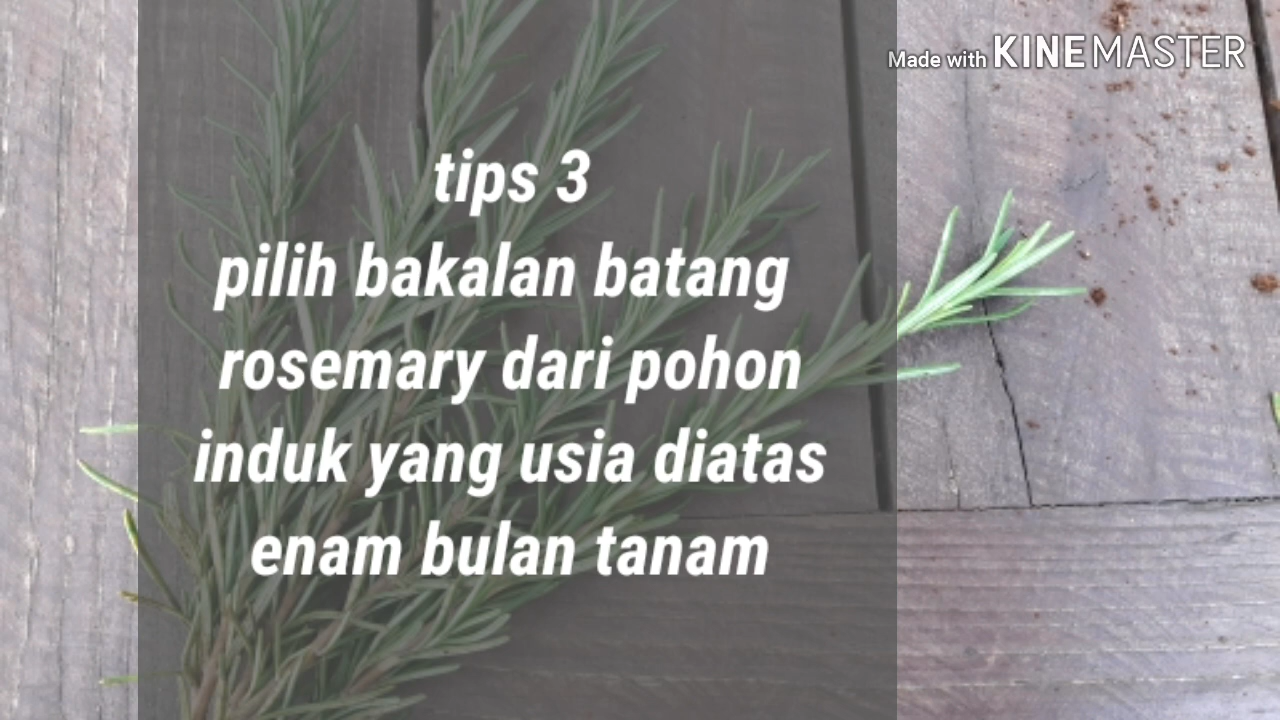 Made with KINEMASTER
tips 3
pilih bakalan batang
rosemary dari pohon
induk yang usia diatas
enam bulan tanam